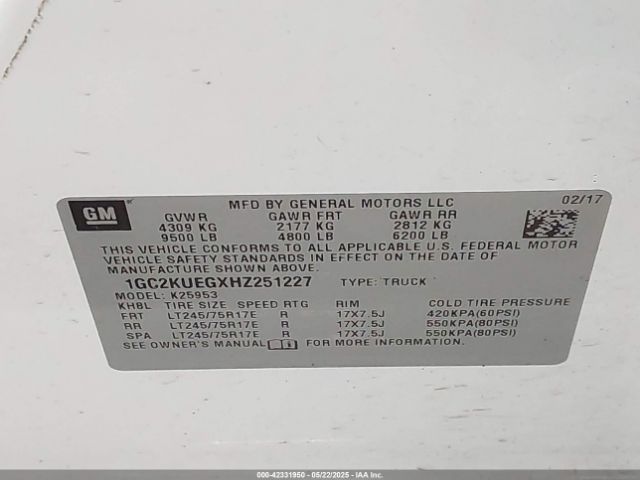 GM
MFD BY GENERAL MOTORS LLC 02/17
GVWR GAWR FRT GAWR RR
4309 KG 2177 KG 2812 KG
9500 LB 4800 LB 6200 LB
THIS VEHICLE CONFORMS TO ALL APPLICABLE U.S. FEDERAL MOTOR
VEHICLE SAFETY STANDARDS IN EFFECT ON THE DATE OF
MANUFACTURE SHOWN ABOVE.
1GC2KUEGXHZ251227 TYPE: TRUCK
MODEL: K25953
KHBL TIRE SIZE SPEED RTG RIM COLD TIRE PRESSURE
FRT LT245/75R17E R 17X7.5J 420KPA(60PSI)
RR LT245/75R17E R 17X7.5J 550KPA(80PSI)
SPA LT245/75R17E R 17X7.5J 550KPA(80PSI)
SEE OWNER'S MANUAL FOR MORE INFORMATION.
000-42331950 - 05/22/2025 - IAAI.COM